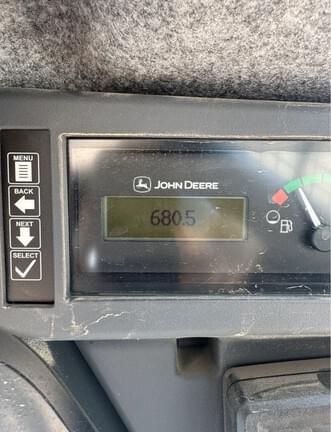 MENU
BACK
NEXT
SELECT
JOHN DEERE
680.5